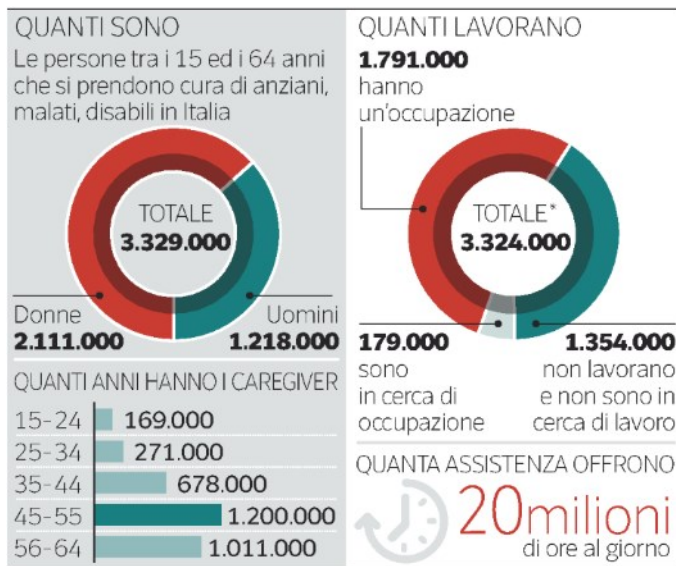 QUANTI SONO
Le persone tra i 15 ed i 64 anni
che si prendono cura di anziani,
malati, disabili in Italia
TOTALE
3.329.000
Donne
2.111.000
Uomini
1.218.000
QUANTI ANNI HANNO I CAREGIVER
15-24 169.000
25-34 271.000
35-44 678.000
45-55 1.200.000
56-64 1.011.000
QUANTI LAVORANO
1.791.000
hanno
un'occupazione
TOTALE*
3.324.000
179.000
sono
in cerca di
occupazione
1.354.000
non lavorano
e non sono in
cerca di lavoro
QUANTA ASSISTENZA OFFRONO
20milioni
di ore al giorno